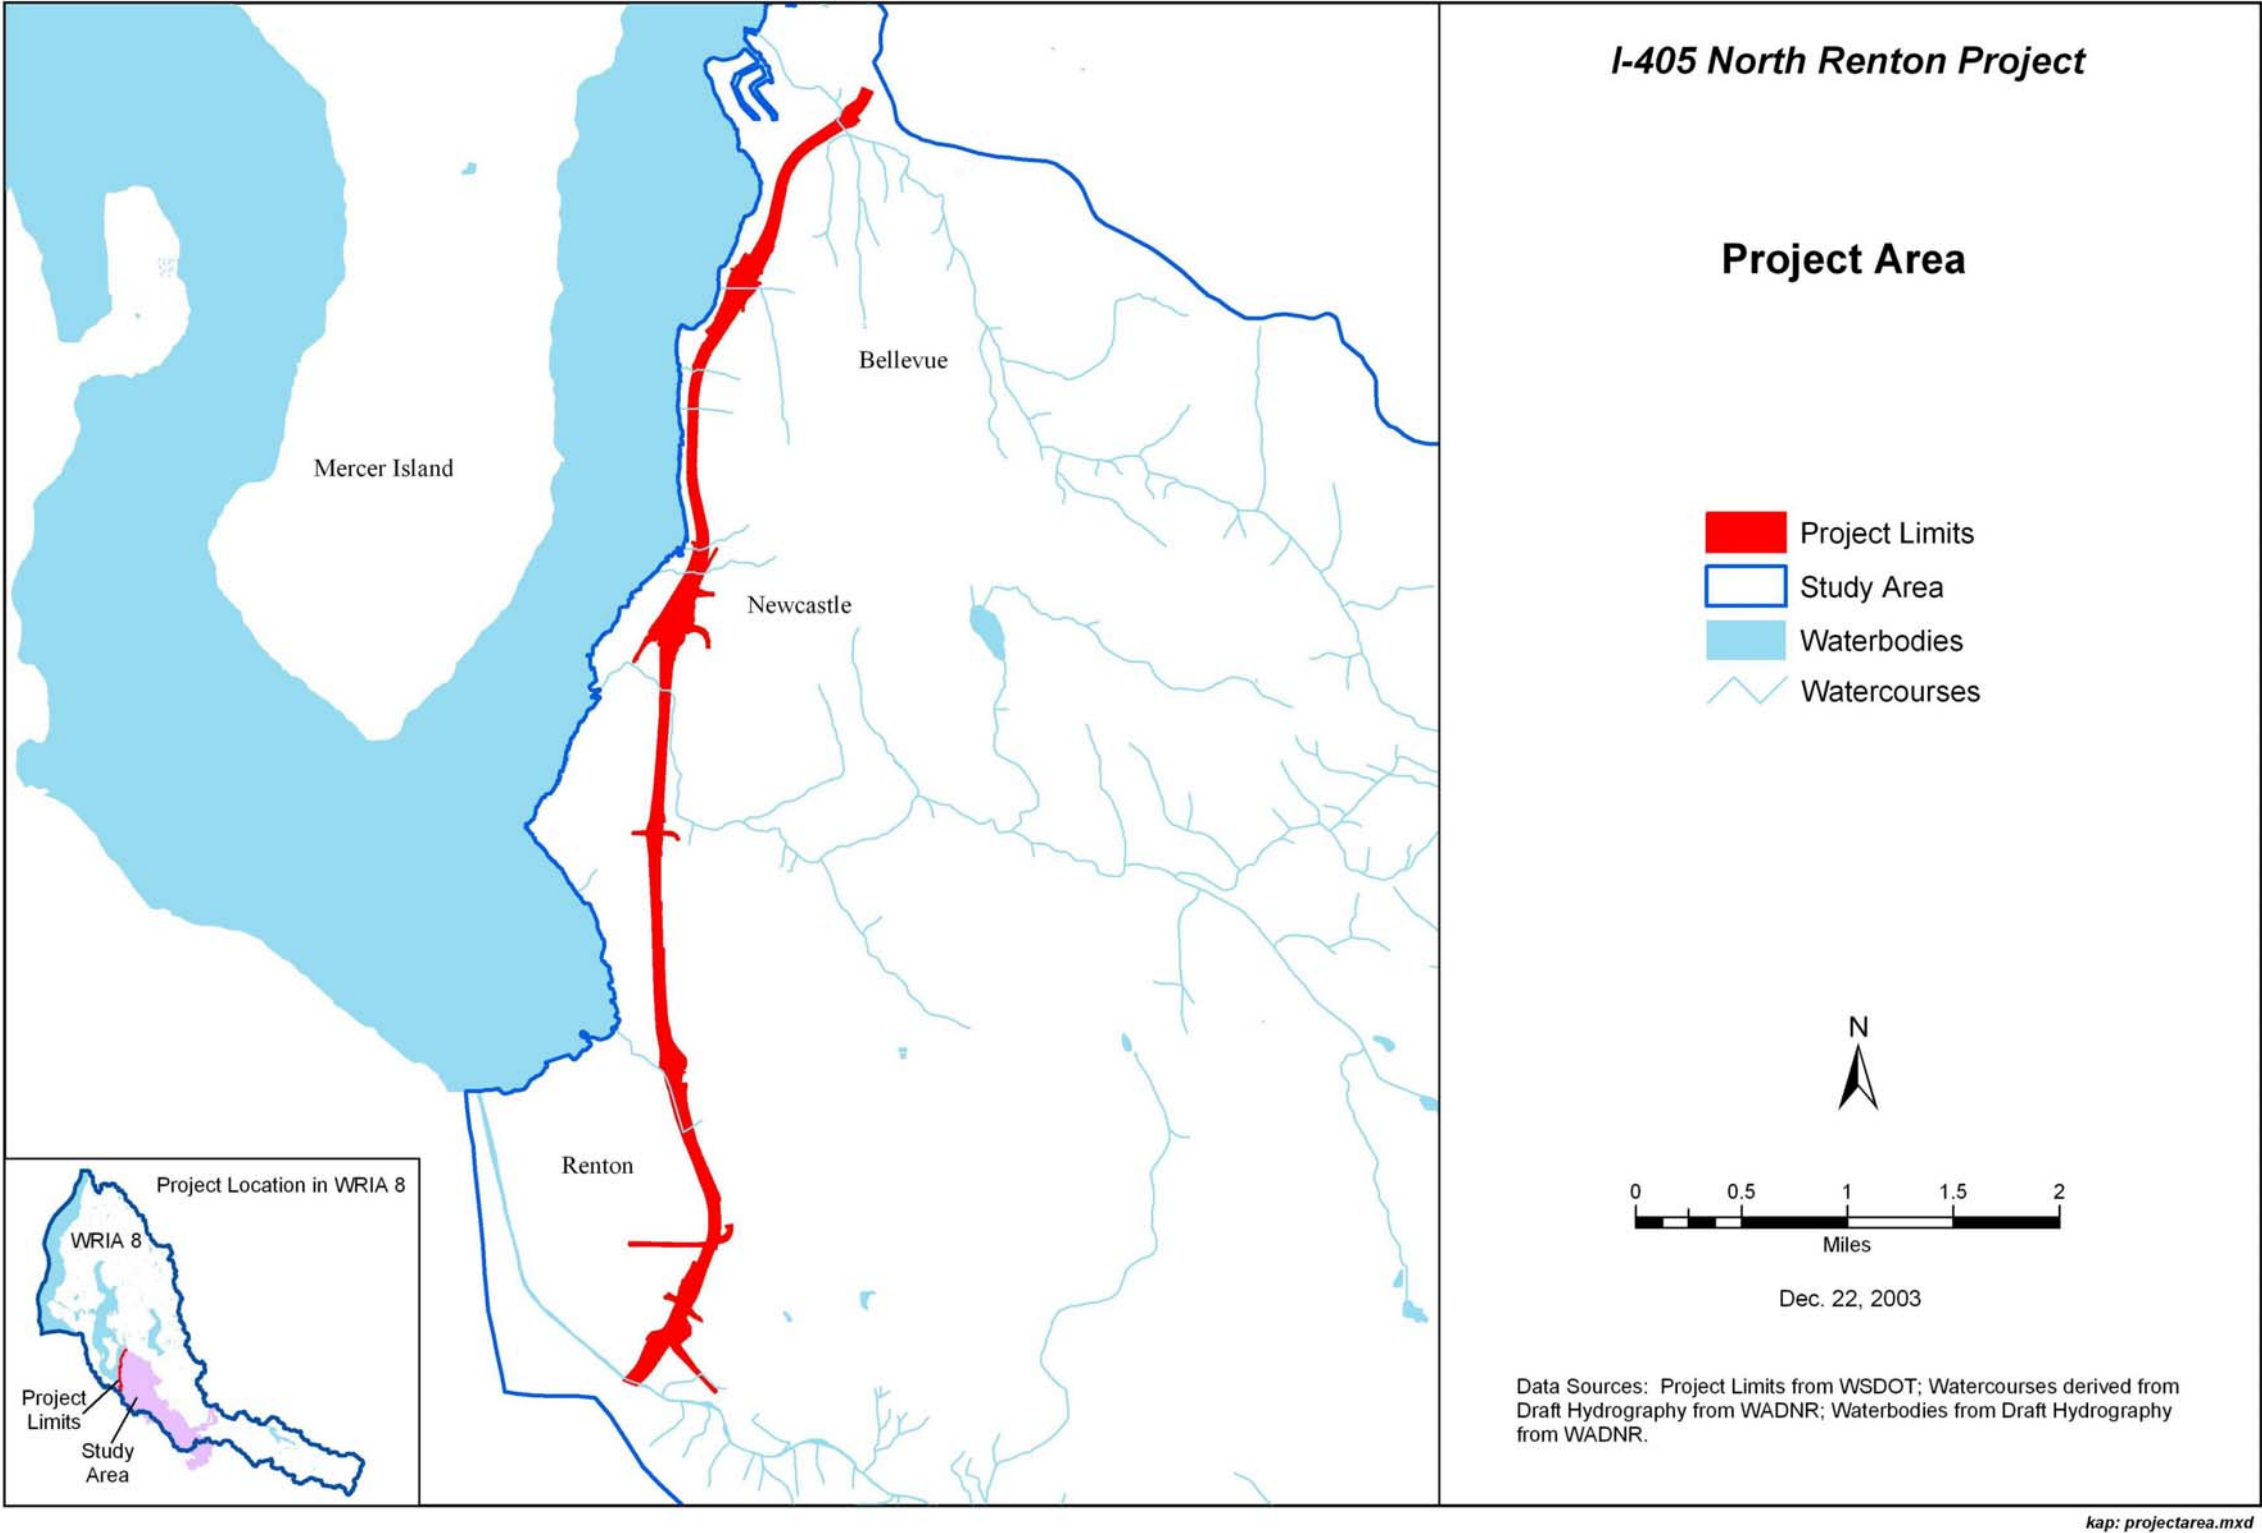 I-405 North Renton Project
Project Area
Bellevue
Mercer Island
Newcastle
Renton
Project Limits
Study Area
Waterbodies
Watercourses
N
0 0.5 1 1.5 2
Miles
Dec. 22, 2003
Data Sources: Project Limits from WSDOT; Watercourses derived from
Draft Hydrography from WADNR; Waterbodies from Draft Hydrography
from WADNR.
Project Location in WRIA 8
WRIA 8
Project
Limits
Study
Area
kap: projectarea.mxd